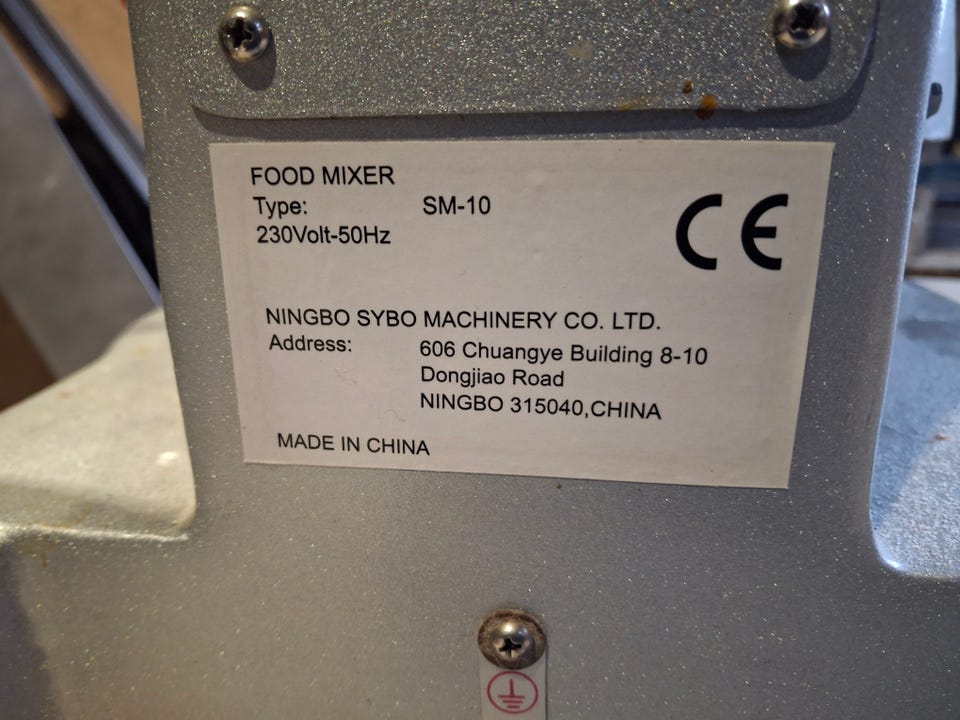 FOOD MIXER
Type: SM-10
230Volt-50Hz
CE
NINGBO SYBO MACHINERY CO. LTD.
Address: 606 Chuangye Building 8-10
Dongjiao Road
NINGBO 315040,CHINA
MADE IN CHINA